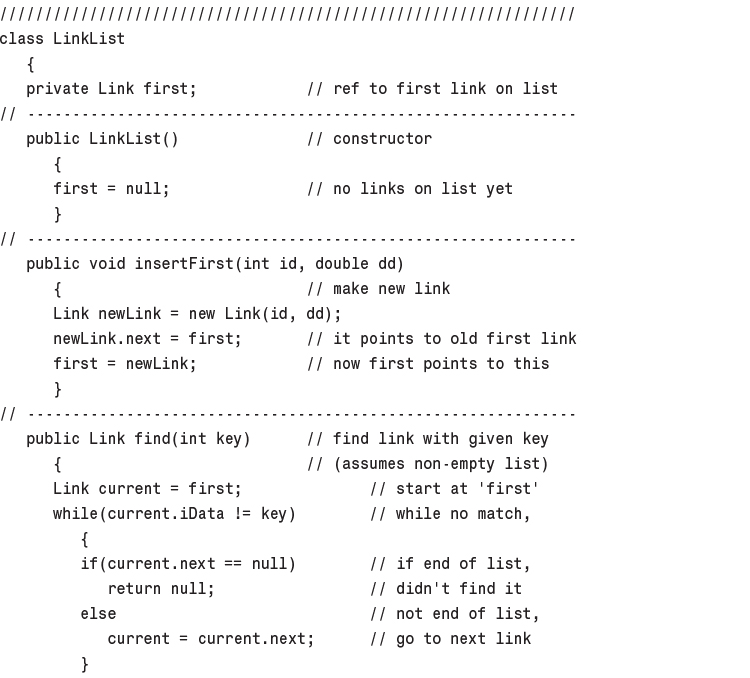 ////////////////////////////////////////////////////////////////
class LinkList
   {
   private Link first;            // ref to first link on list
// -------------------------------------------------------------
   public LinkList()              // constructor
      {
      first = null;               // no links on list yet
      }
// -------------------------------------------------------------
   public void insertFirst(int id, double dd)
      {                           // make new link
      Link newLink = new Link(id, dd);
      newLink.next = first;       // it points to old first link
      first = newLink;            // now first points to this
      }
// -------------------------------------------------------------
   public Link find(int key)      // find link with given key
      {                           // (assumes non-empty list)
      Link current = first;              // start at 'first'
      while(current.iData != key)        // while no match,
         {
         if(current.next == null)        // if end of list,
            return null;                 // didn't find it
         else                            // not end of list,
            current = current.next;      // go to next link
         }